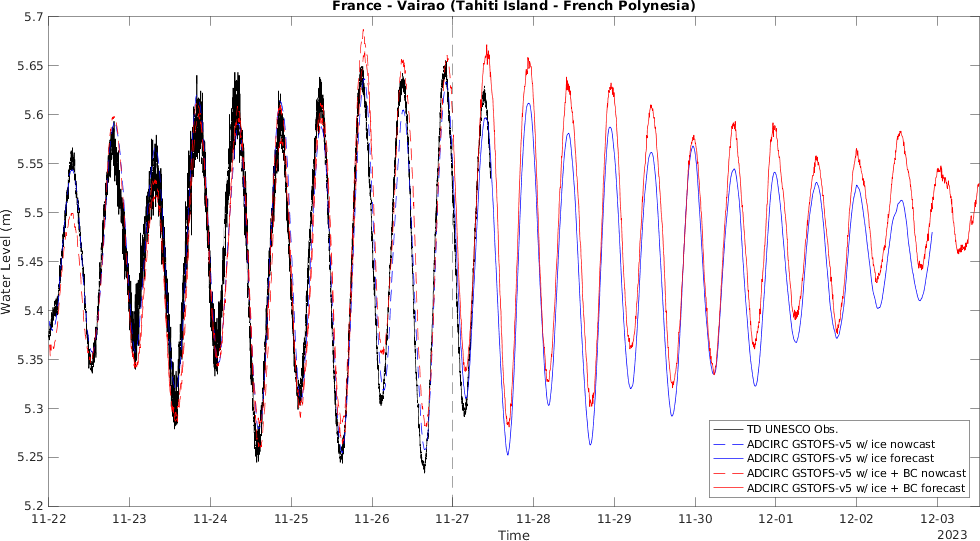 France - Vairao (Tahiti Island - French Polynesia)
5.7
5.65
5.6
5.55
5.5
5.45
5.4
5.35
5.3
5.25
5.2
Water Level (m)
TD UNESCO Obs.
ADCIRC GSTOFS-v5 w/ ice nowcast
ADCIRC GSTOFS-v5 w/ ice forecast
ADCIRC GSTOFS-v5 w/ ice + BC nowcast
ADCIRC GSTOFS-v5 w/ ice + BC forecast
11-22 11-23 11-24 11-25 11-26 11-27 11-28 11-29 11-30 12-01 12-02 12-03
Time
2023